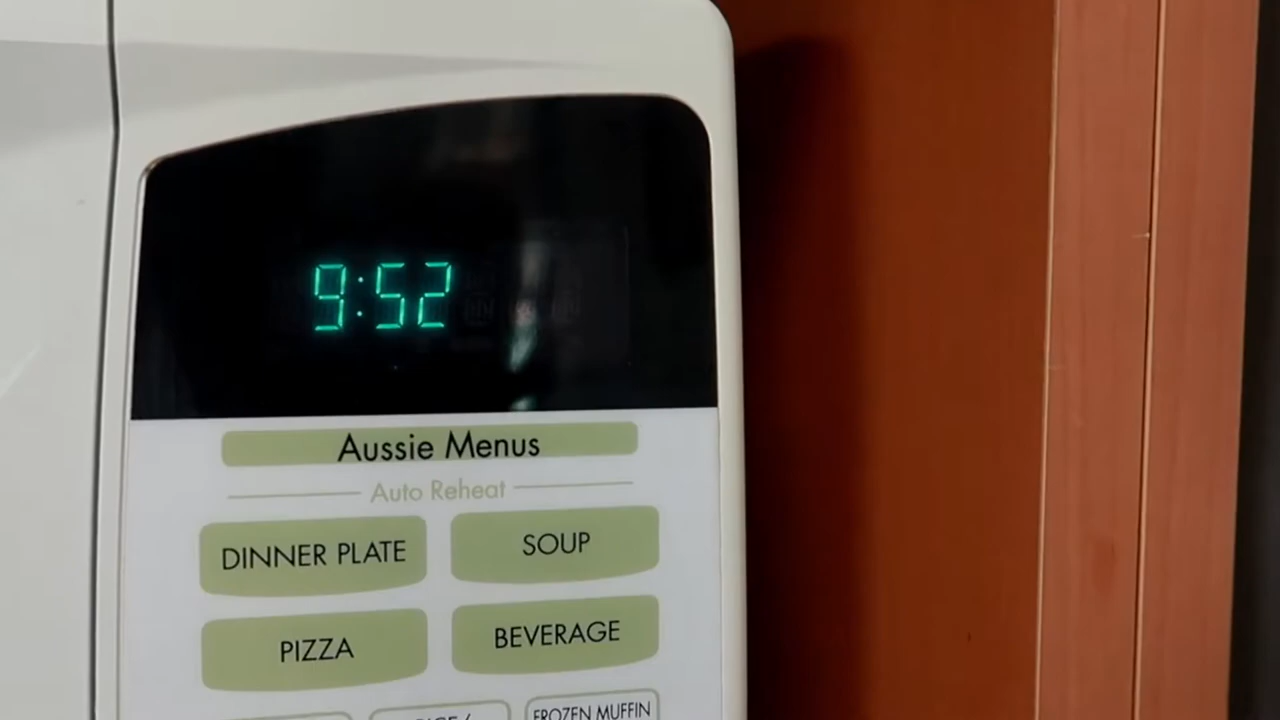 9:52
Aussie Menus
Auto Reheat
DINNER PLATE
SOUP
PIZZA
BEVERAGE
FROZEN MUFFIN